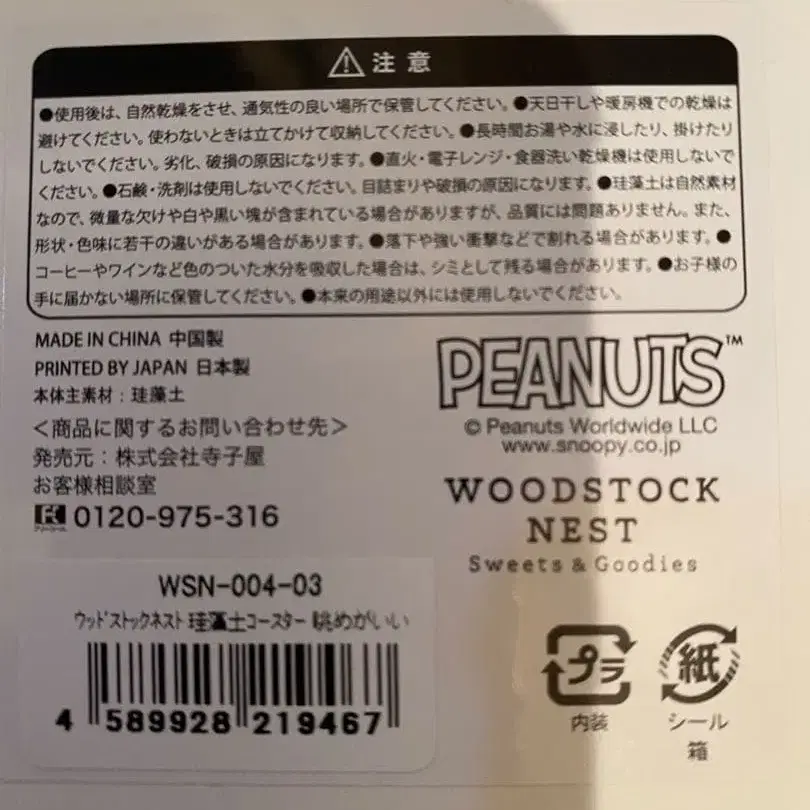 注意
●使用後は、自然乾燥をさせ、通気性の良い場所で保管してください。●天日干しや暖房機での乾燥は
避けてください。使わないときは立てかけて収納してください。●長時間お湯や水に浸したり、掛けたり
しないでください。劣化、破損の原因になります。●直火・電子レンジ・食器洗い乾燥機は使用しないで
ください。●石鹸・洗剤は使用しないでください。目詰まりや破損の原因になります。●珪藻土は自然素材
なので、微量な欠けや白や黒い塊が含まれている場合がありますが、品質には問題ありません。また、
形状・色味に若干の違いがある場合があります。●落下や強い衝撃などで割れる場合があります。●
コーヒーやワインなど色のついた水分を吸収した場合は、シミとして残る場合があります。●お子様の
手に届かない場所に保管してください。●本来の用途以外には使用しないでください。
MADE IN CHINA 中国製
PRINTED BY JAPAN 日本製
本体主素材：珪藻土
＜商品に関するお問い合わせ先＞
発売元：株式会社寺子屋
お客様相談室
0120-975-316
PEANUTS™
© Peanuts Worldwide LLC
www.snoopy.co.jp
WOODSTOCK
NEST
Sweets & Goodies
WSN-004-03
ｳｯﾄﾞｽﾄｯｸﾈｽﾄ 珪藻土ｺｰｽﾀｰ 眺めがいい
4 589928 219467
プラ
内装
紙
シール
箱